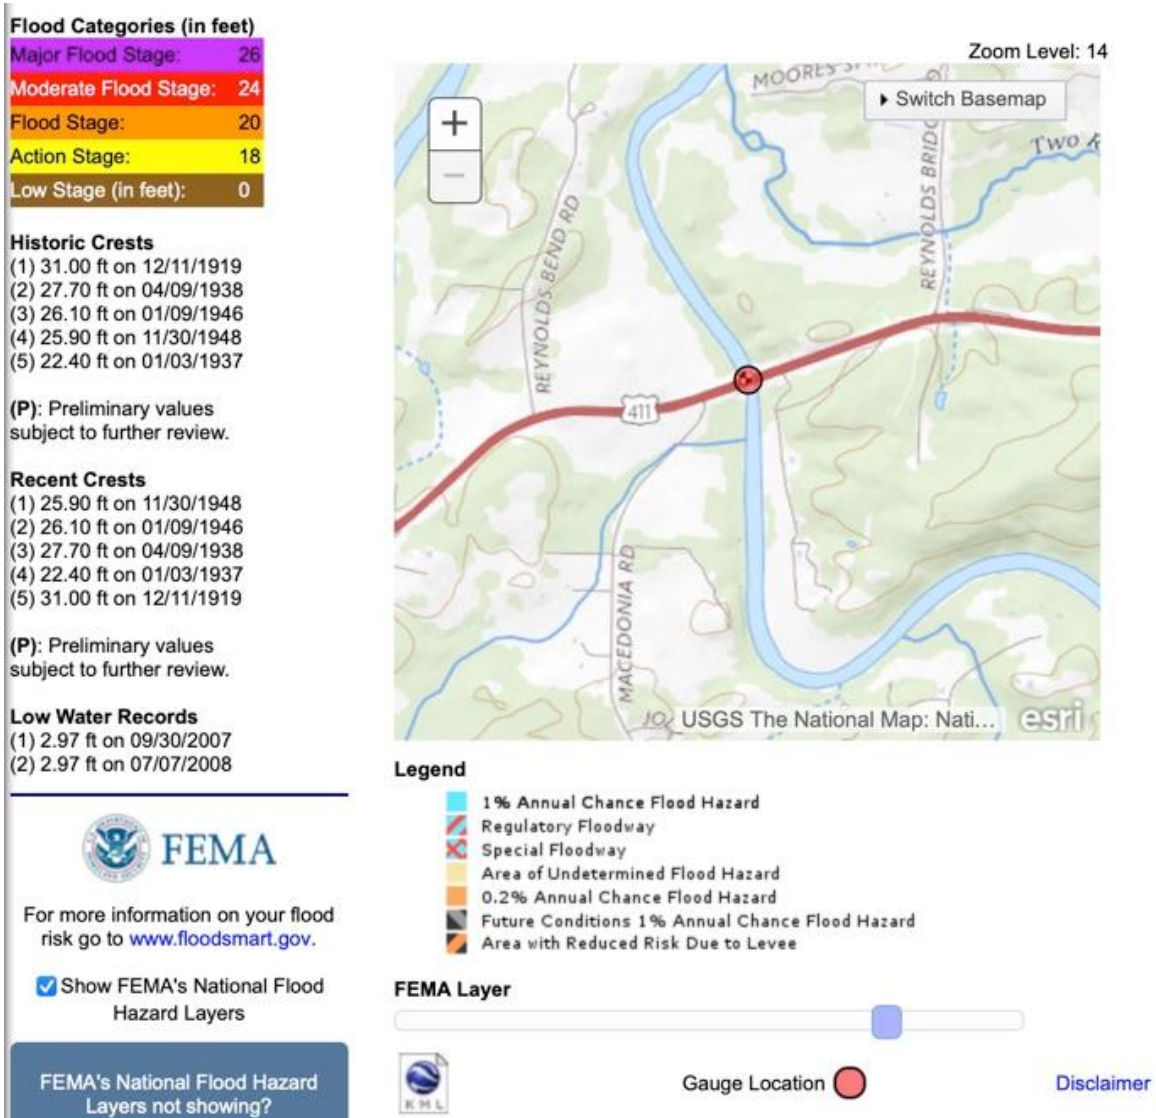 Flood Categories (in feet)
Major Flood Stage: 26
Moderate Flood Stage: 24
Flood Stage: 20
Action Stage: 18
Low Stage (in feet): 0
Historic Crests
(1) 31.00 ft on 12/11/1919
(2) 27.70 ft on 04/09/1938
(3) 26.10 ft on 01/09/1946
(4) 25.90 ft on 11/30/1948
(5) 22.40 ft on 01/03/1937
(P): Preliminary values
subject to further review.
Recent Crests
(1) 25.90 ft on 11/30/1948
(2) 26.10 ft on 01/09/1946
(3) 27.70 ft on 04/09/1938
(4) 22.40 ft on 01/03/1937
(5) 31.00 ft on 12/11/1919
(P): Preliminary values
subject to further review.
Low Water Records
(1) 2.97 ft on 09/30/2007
(2) 2.97 ft on 07/07/2008
FEMA
For more information on your flood
risk go to www.floodsmart.gov.
Show FEMA's National Flood
Hazard Layers
FEMA's National Flood Hazard
Layers not showing?
Zoom Level: 14
MOORES
Switch Basemap
+
−
Two
REYNOLDS BEND RD
REYNOLDS
411
MACEDONIA RD
USGS The National Map: Nati...
esri
Legend
1% Annual Chance Flood Hazard
Regulatory Floodway
Special Floodway
Area of Undetermined Flood Hazard
0.2% Annual Chance Flood Hazard
Future Conditions 1% Annual Chance Flood Hazard
Area with Reduced Risk Due to Levee
FEMA Layer
KML
Gauge Location
Disclaimer